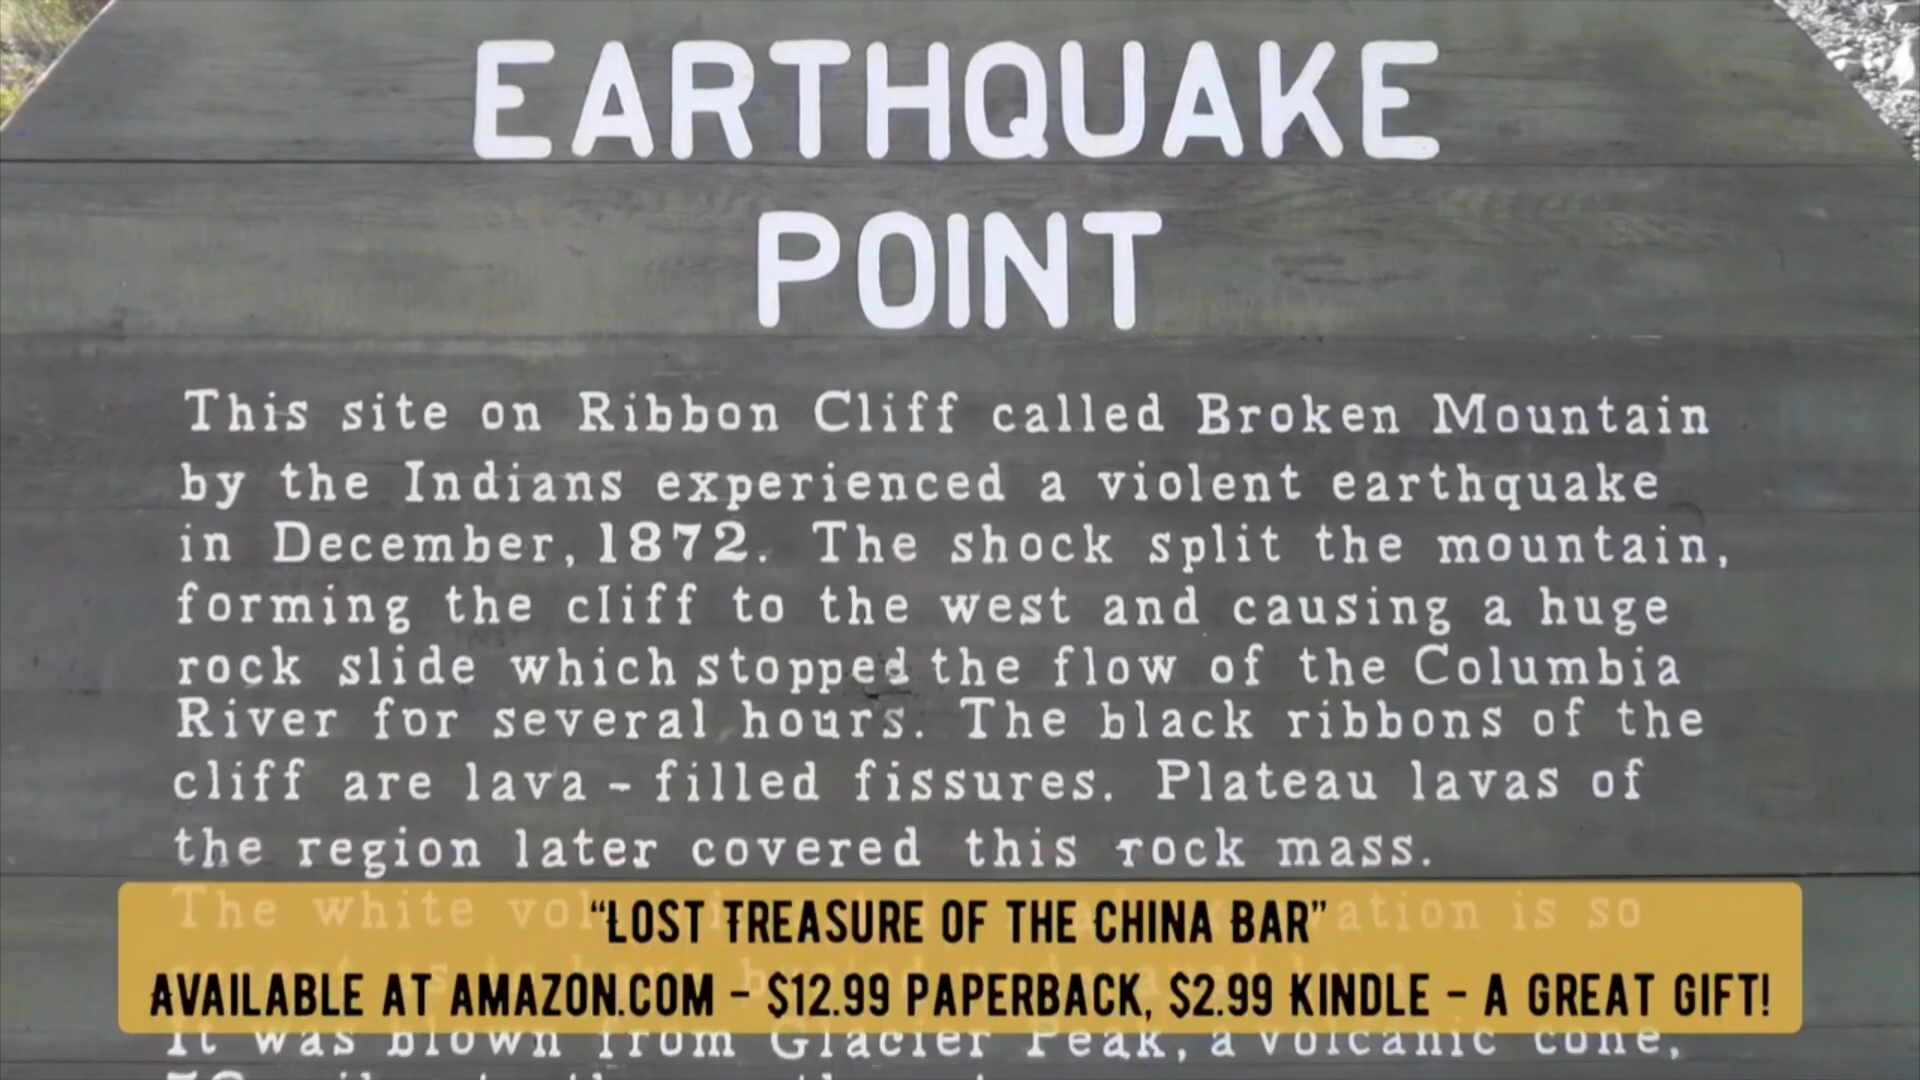 EARTHQUAKE
POINT
This site on Ribbon Cliff called Broken Mountain
by the Indians experienced a violent earthquake
in December, 1872. The shock split the mountain,
forming the cliff to the west and causing a huge
rock slide which stopped the flow of the Columbia
River for several hours. The black ribbons of the
cliff are lava-filled fissures. Plateau lavas of
the region later covered this rock mass.
The white is so
“LOST TREASURE OF THE CHINA BAR”
AVAILABLE AT AMAZON.COM - $12.99 PAPERBACK, $2.99 KINDLE - A GREAT GIFT!
It was blown from Glacier Peak, a volcanic cone,